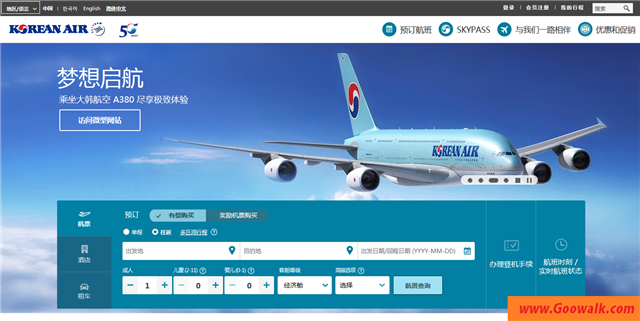 地区/语言 中国 | 한국어 English 简体中文 登录 | 会员注册 | 我的行程 搜索
KOREAN AIR 50 预订航班 SKYPASS 与我们一路相伴 优惠和促销
梦想启航
乘坐大韩航空 A380 尽享极致体验
访问微型网站
KOREAN AIR
机票 预订 有偿购买 奖励机票购买
单程 往返 多区间行程 ?
出发地 目的地 出发日期/回程日期 (YYYY-MM-DD)
酒店
成人 儿童 (2-11) ? 婴儿 (0-1) ? 客舱等级 高级选项 ?
租车 − 1 + − 0 + − 0 + 经济舱 选择 航班查询
办理登机手续
航班时刻 /
实时航班状态
www.Goowalk.com